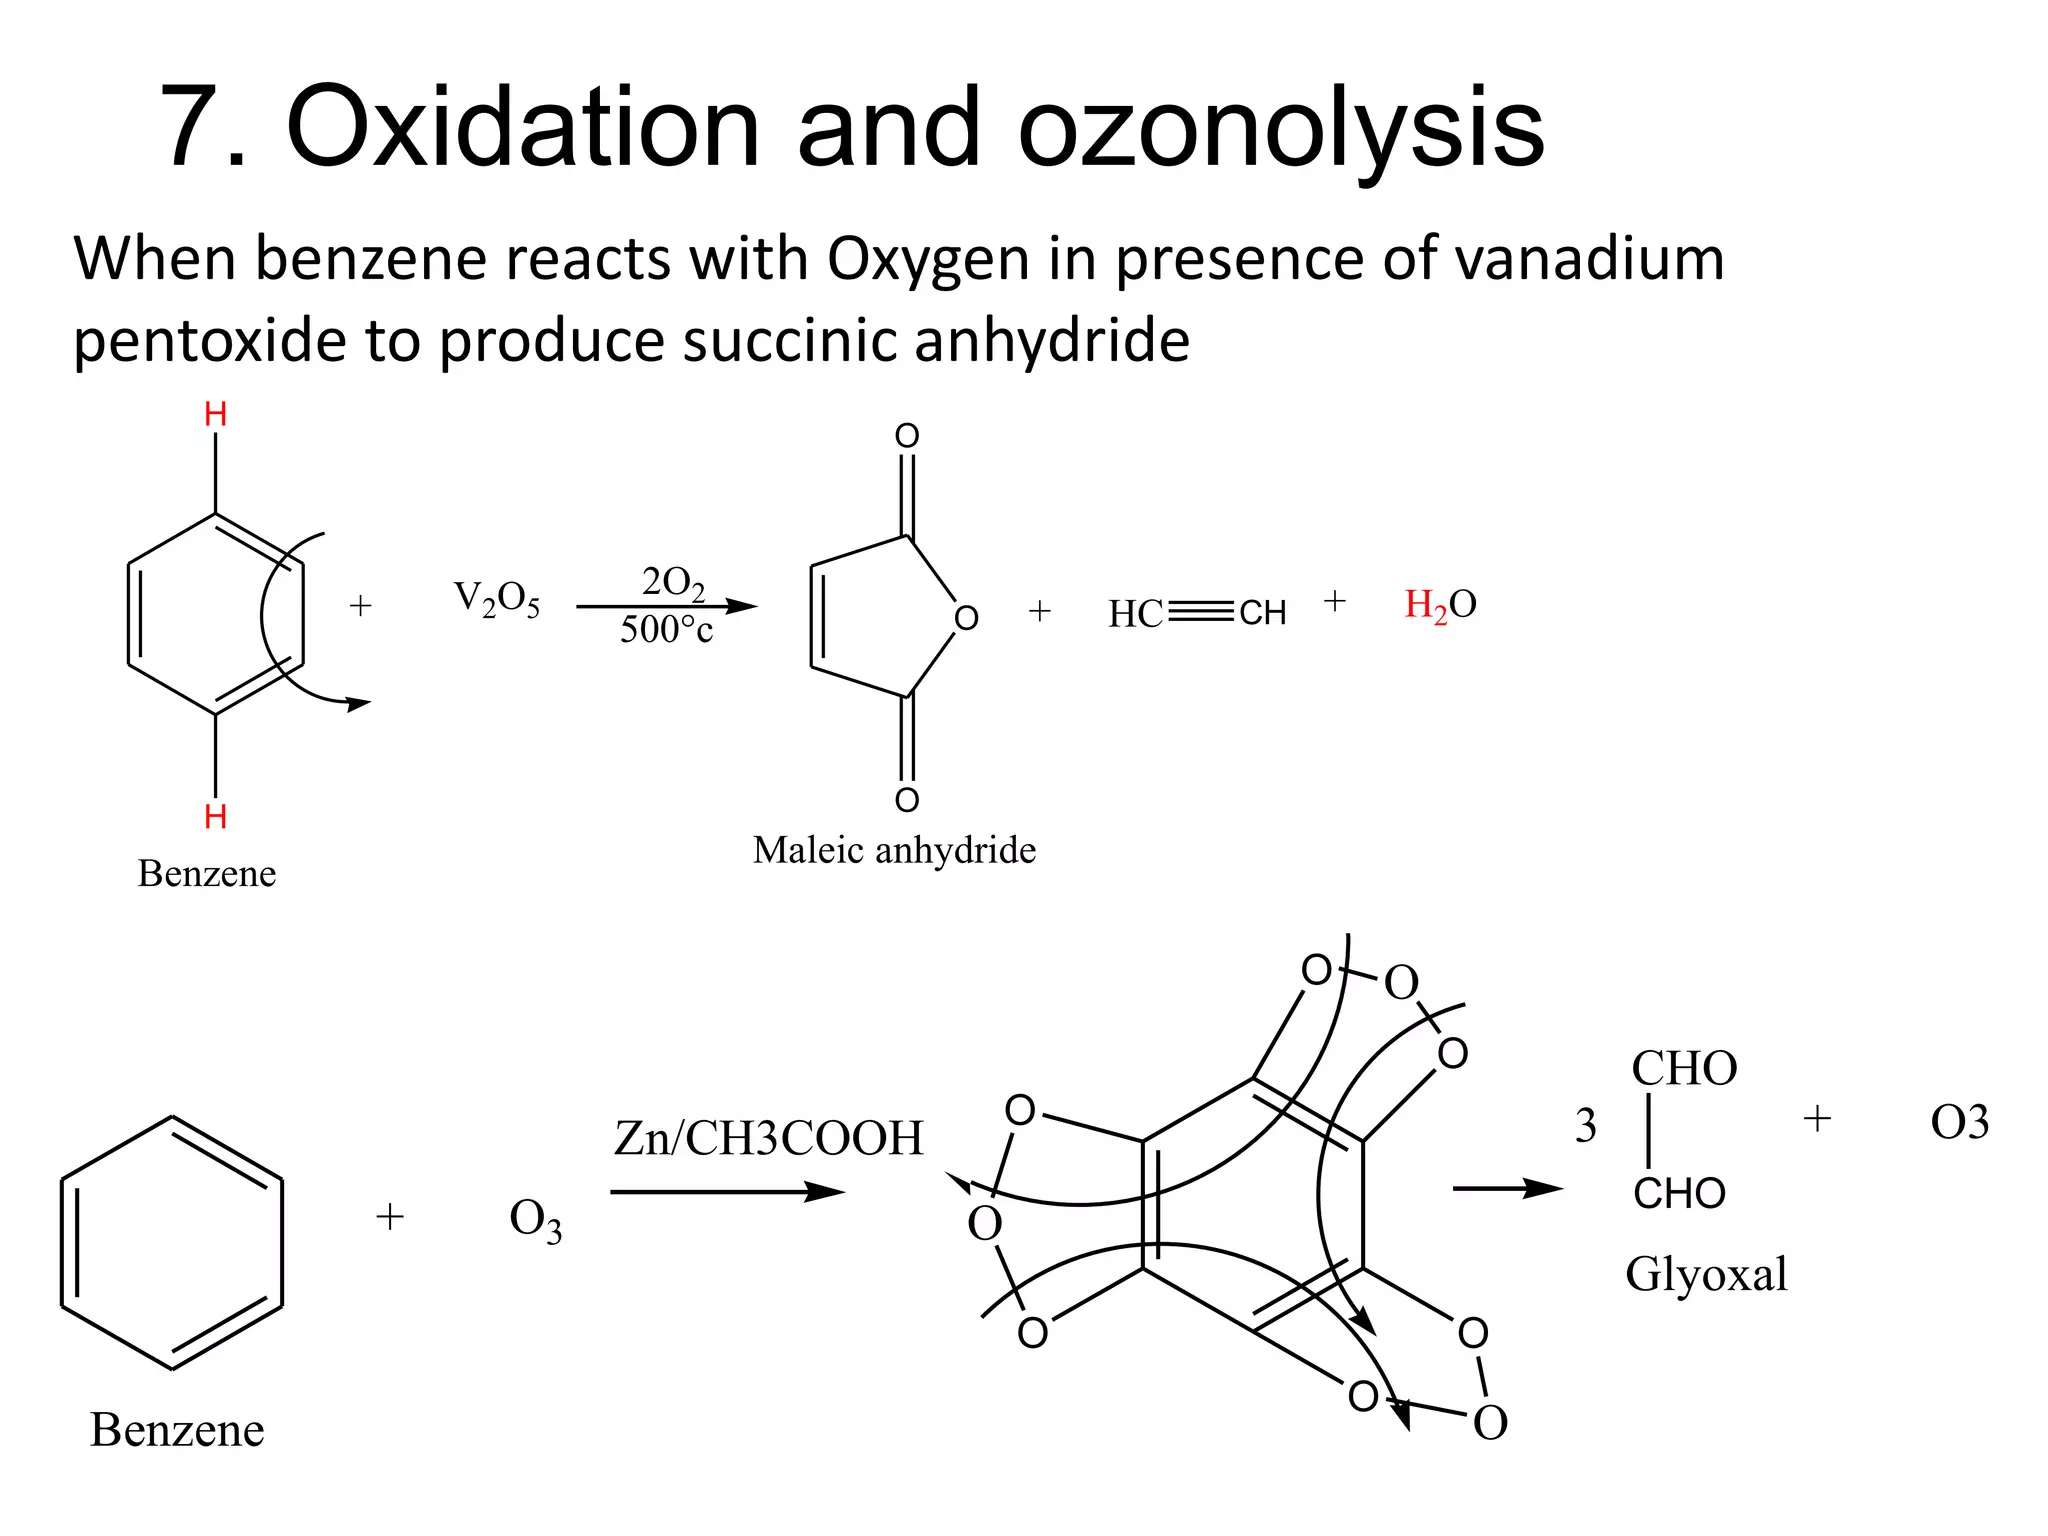 7. Oxidation and ozonolysis
When benzene reacts with Oxygen in presence of vanadium
pentoxide to produce succinic anhydride
H
H
Benzene
+
V₂O₅
2O₂
500°c
O
O
O
Maleic anhydride
+
HC CH
+
H₂O
Benzene
+
O₃
Zn/CH3COOH
O
O
O
O
O
O
O
O
O
3
CHO
CHO
Glyoxal
+
O3